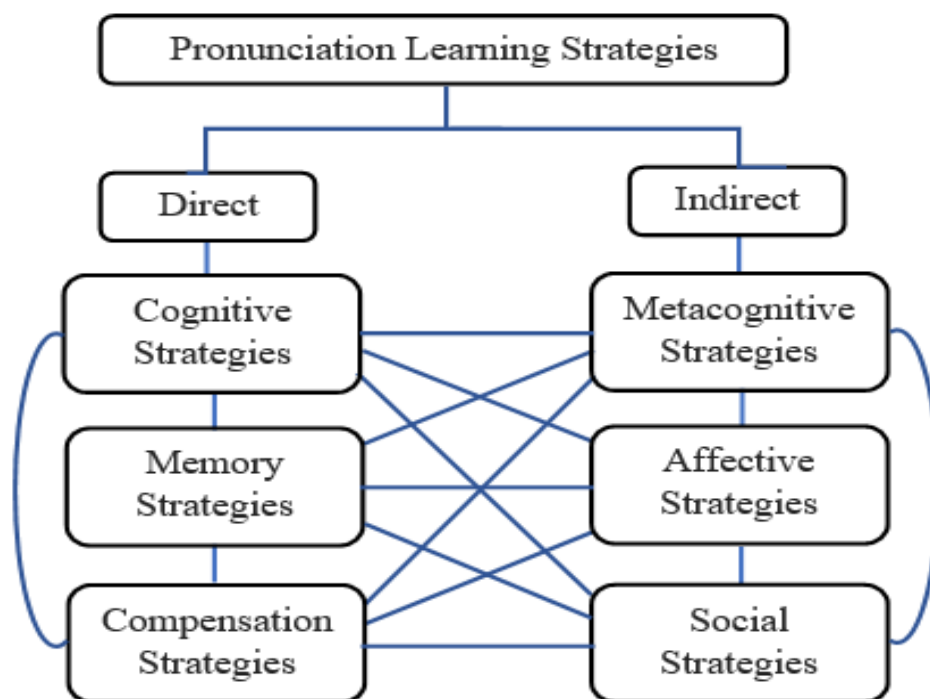 Pronunciation Learning Strategies
Direct
Indirect
Cognitive
Strategies
Metacognitive
Strategies
Memory
Strategies
Affective
Strategies
Compensation
Strategies
Social
Strategies